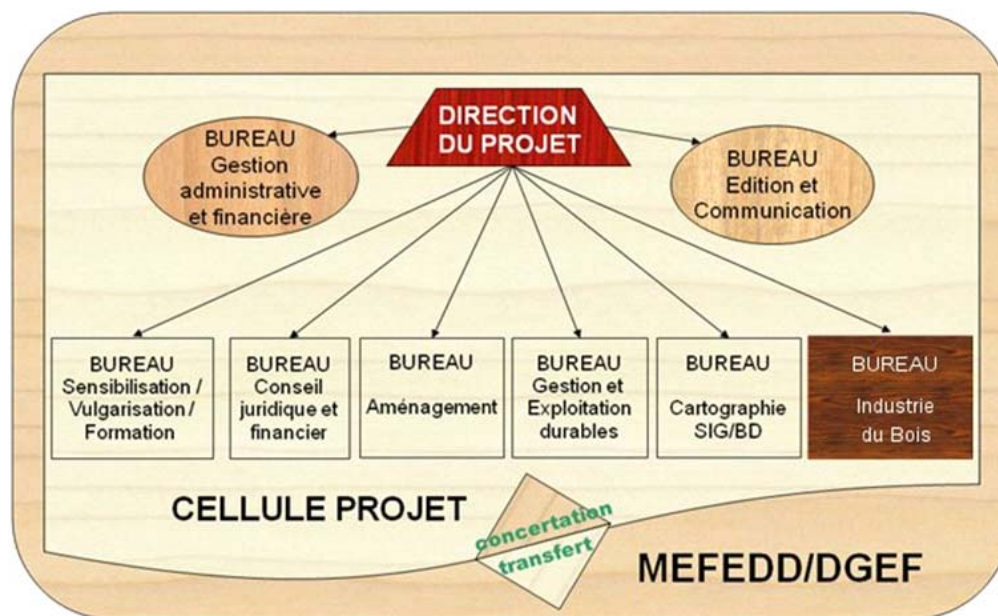 DIRECTION
DU PROJET
BUREAU
Gestion
administrative
et financière
BUREAU
Edition et
Communication
BUREAU
Sensibilisation /
Vulgarisation /
Formation
BUREAU
Conseil
juridique et
financier
BUREAU
Aménagement
BUREAU
Gestion et
Exploitation
durables
BUREAU
Cartographie
SIG/BD
BUREAU
Industrie
du Bois
CELLULE PROJET
concertation
transfert
MEFEDD/DGEF